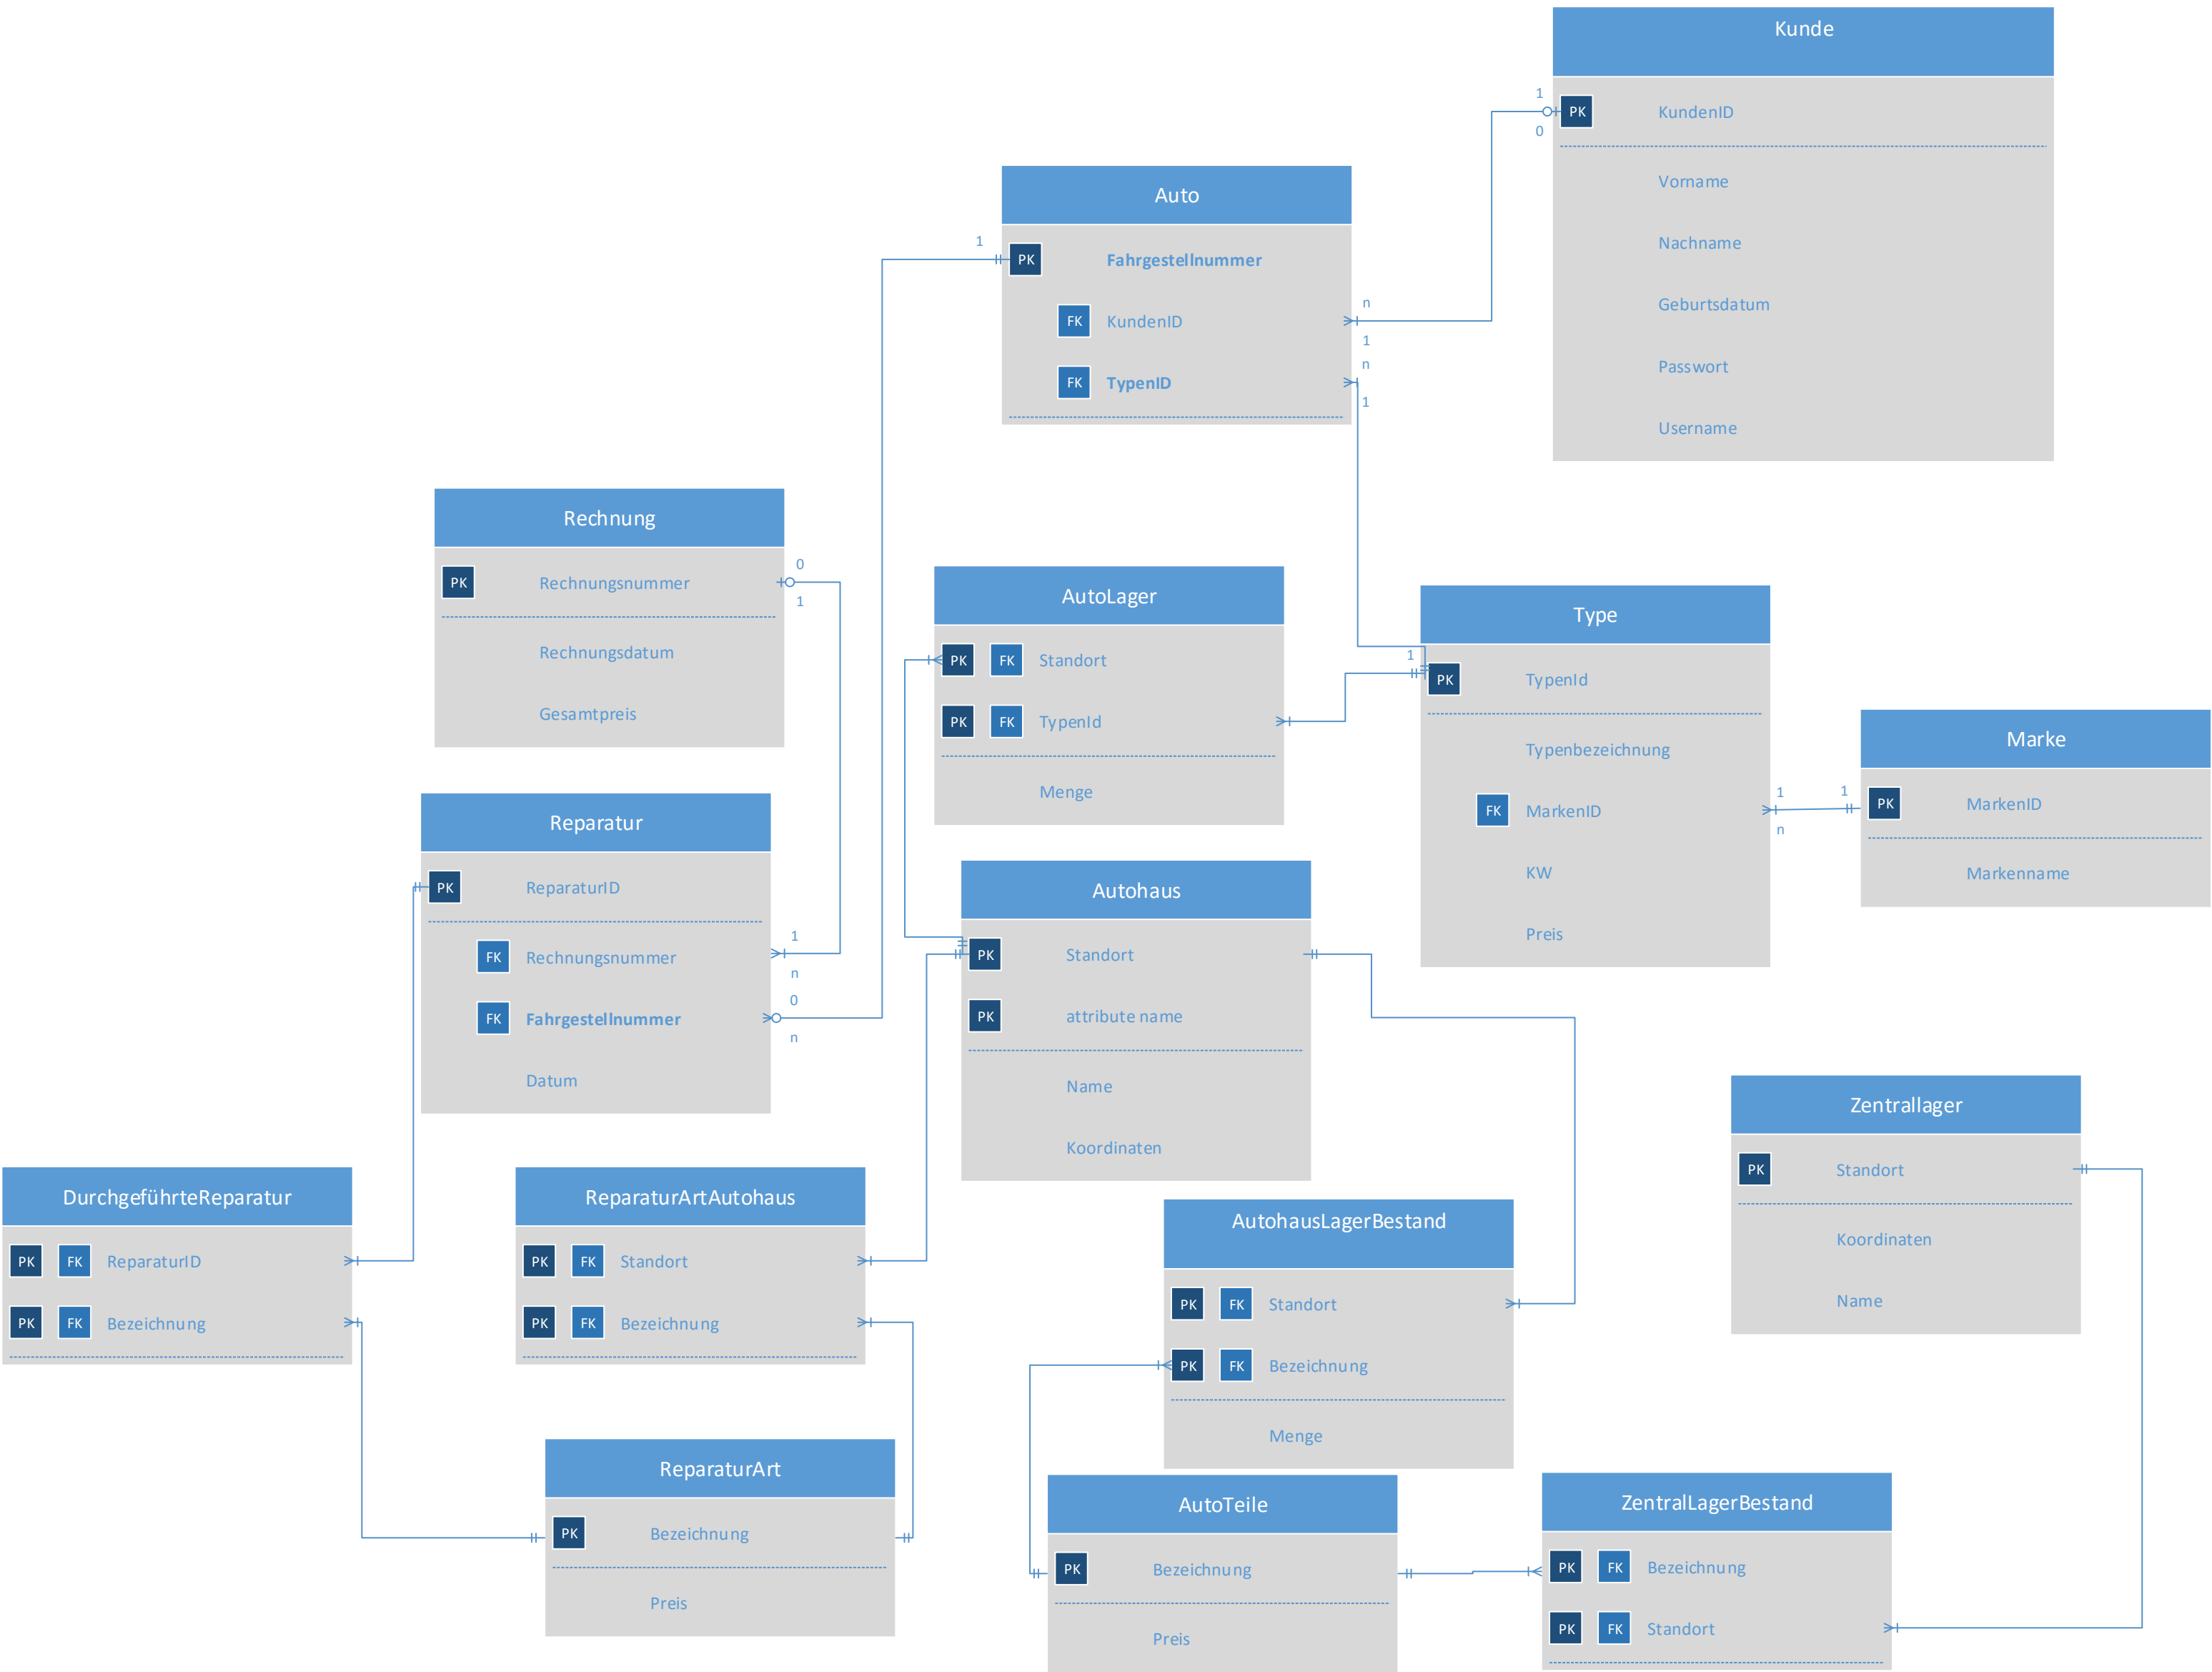 Kunde
PK KundenID
Vorname
Nachname
Geburtsdatum
Passwort
Username
1
0
Auto
PK Fahrgestellnummer
FK KundenID
FK TypenID
1
n
1
n
1
Rechnung
PK Rechnungsnummer
Rechnungsdatum
Gesamtpreis
0
1
AutoLager
PK FK Standort
PK FK TypenId
Menge
Type
1
PK TypenId
Typenbezeichnung
FK MarkenID
KW
Preis
1
n
1
Marke
PK MarkenID
Markenname
Reparatur
PK ReparaturID
FK Rechnungsnummer
FK Fahrgestellnummer
Datum
1
n
0
n
Autohaus
PK Standort
PK attribute name
Name
Koordinaten
Zentrallager
PK Standort
Koordinaten
Name
DurchgeführteReparatur
PK FK ReparaturID
PK FK Bezeichnung
ReparaturArtAutohaus
PK FK Standort
PK FK Bezeichnung
AutohausLagerBestand
PK FK Standort
PK FK Bezeichnung
Menge
ReparaturArt
PK Bezeichnung
Preis
AutoTeile
PK Bezeichnung
Preis
ZentralLagerBestand
PK FK Bezeichnung
PK FK Standort